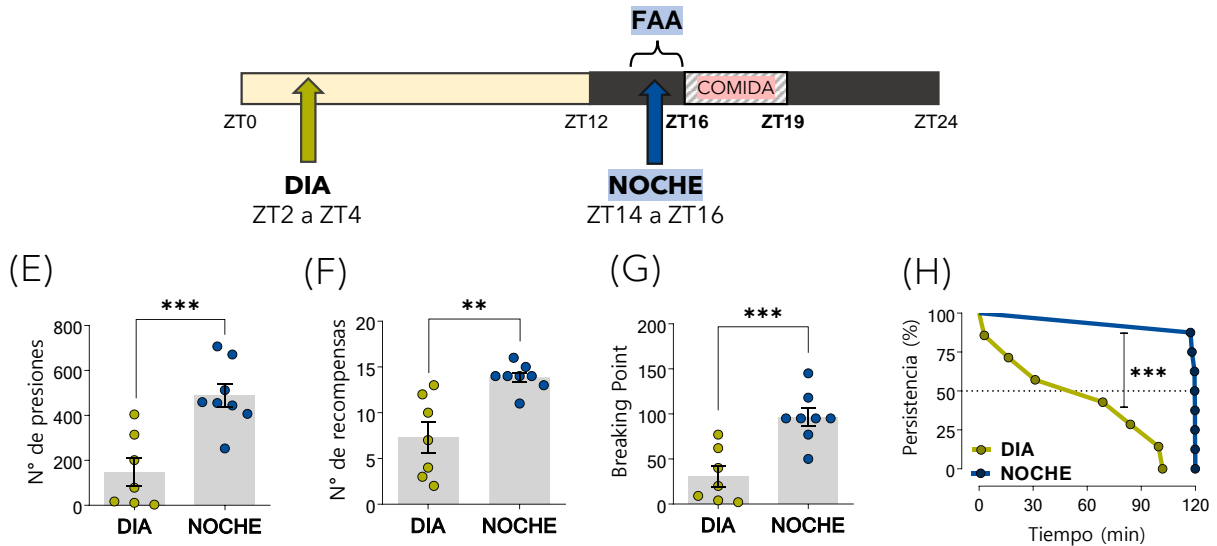 FAA
COMIDA
ZT0
ZT12
ZT16
ZT19
ZT24
DIA
NOCHE
ZT2 a ZT4
ZT14 a ZT16
(E)
(F)
(G)
(H)
N° de presiones
800
600
400
200
0
***
DIA
NOCHE
N° de recompensas
20
15
10
5
0
**
DIA
NOCHE
Breaking Point
200
150
100
50
0
***
DIA
NOCHE
Persistencia (%)
100
75
50
25
0
***
DIA
NOCHE
0
30
60
90
120
Tiempo (min)